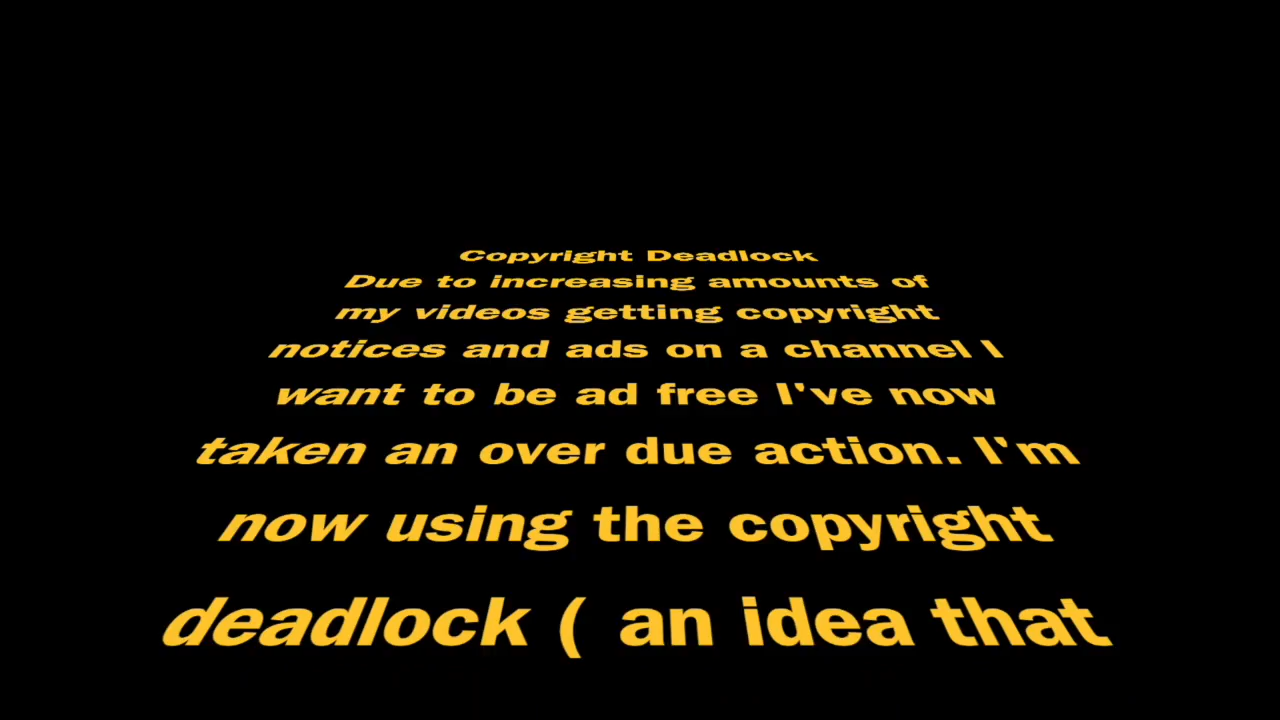 Copyright Deadlock
Due to increasing amounts of
my videos getting copyright
notices and ads on a channel I
want to be ad free I've now
taken an over due action. I'm
now using the copyright
deadlock ( an idea that